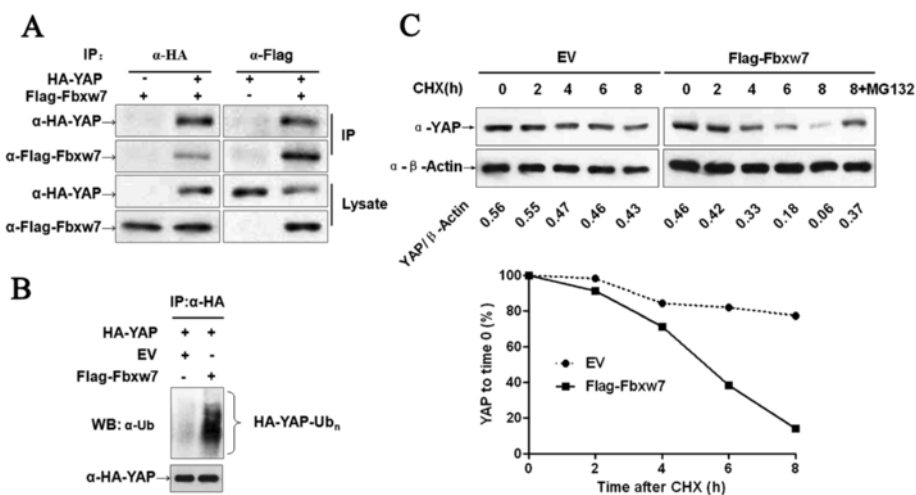 A
IP: α-HA α-Flag
HA-YAP - + + +
Flag-Fbxw7 + + - +
α-HA-YAP→
α-Flag-Fbxw7→
IP
α-HA-YAP→
α-Flag-Fbxw7→
Lysate
B
IP:α-HA
HA-YAP + +
EV + -
Flag-Fbxw7 - +
WB: α-Ub
HA-YAP-Ubn
α-HA-YAP→
C
EV Flag-Fbxw7
CHX(h) 0 2 4 6 8 0 2 4 6 8 8+MG132
α-YAP→
α-β-Actin→
YAP/β-Actin 0.56 0.55 0.47 0.46 0.43 0.46 0.42 0.33 0.18 0.06 0.37
YAP to time 0 (%)
100
80
60
40
20
0
EV
Flag-Fbxw7
0 2 4 6 8
Time after CHX (h)